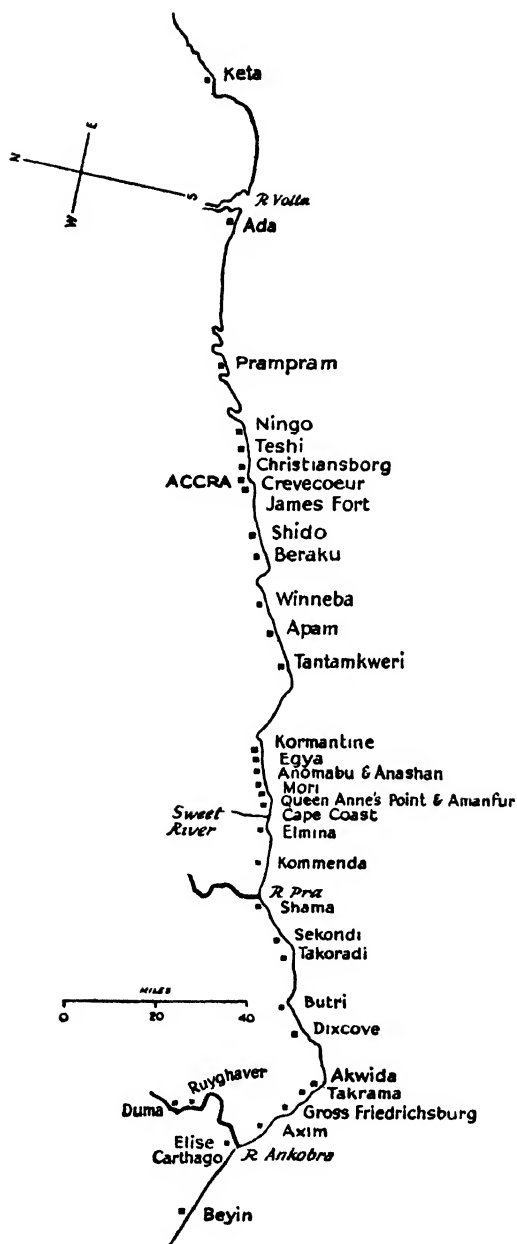 Keta
N
E
S
W
R Volta
Ada
Prampram
Ningo
Teshi
Christiansborg
ACCRA
Crevecoeur
James Fort
Shido
Beraku
Winneba
Apam
Tantamkweri
Kormantine
Egya
Anomabu & Anashan
Mori
Queen Anne's Point & Amanfur
Sweet
River
Cape Coast
Elmina
Kommenda
R Pra
Shama
Sekondi
Takoradi
MILES
0 20 40
Butri
Dixcove
Akwida
Takrama
Ruyghaver
Duma
Gross Friedrichsburg
Axim
Elise
Carthago
R Ankobra
Beyin